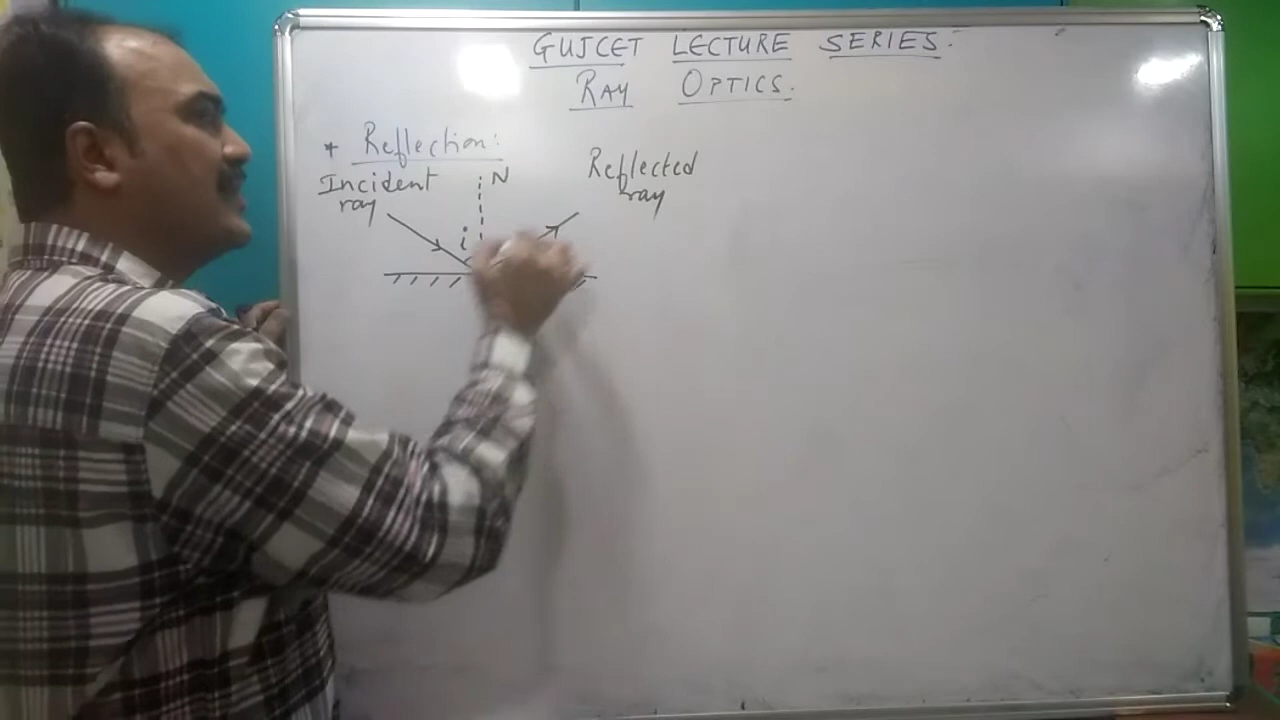 GUJCET LECTURE SERIES.
RAY OPTICS.
* Reflection:
Incident ray
N
Reflected ray
i